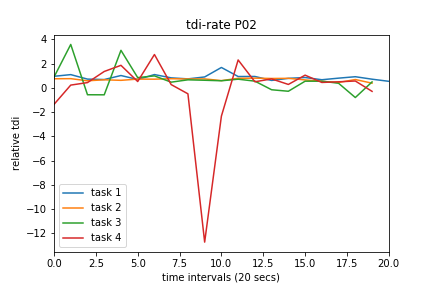 tdi-rate P02
relative tdi
4
2
0
−2
−4
−6
−8
−10
−12
task 1
task 2
task 3
task 4
0.0 2.5 5.0 7.5 10.0 12.5 15.0 17.5 20.0
time intervals (20 secs)